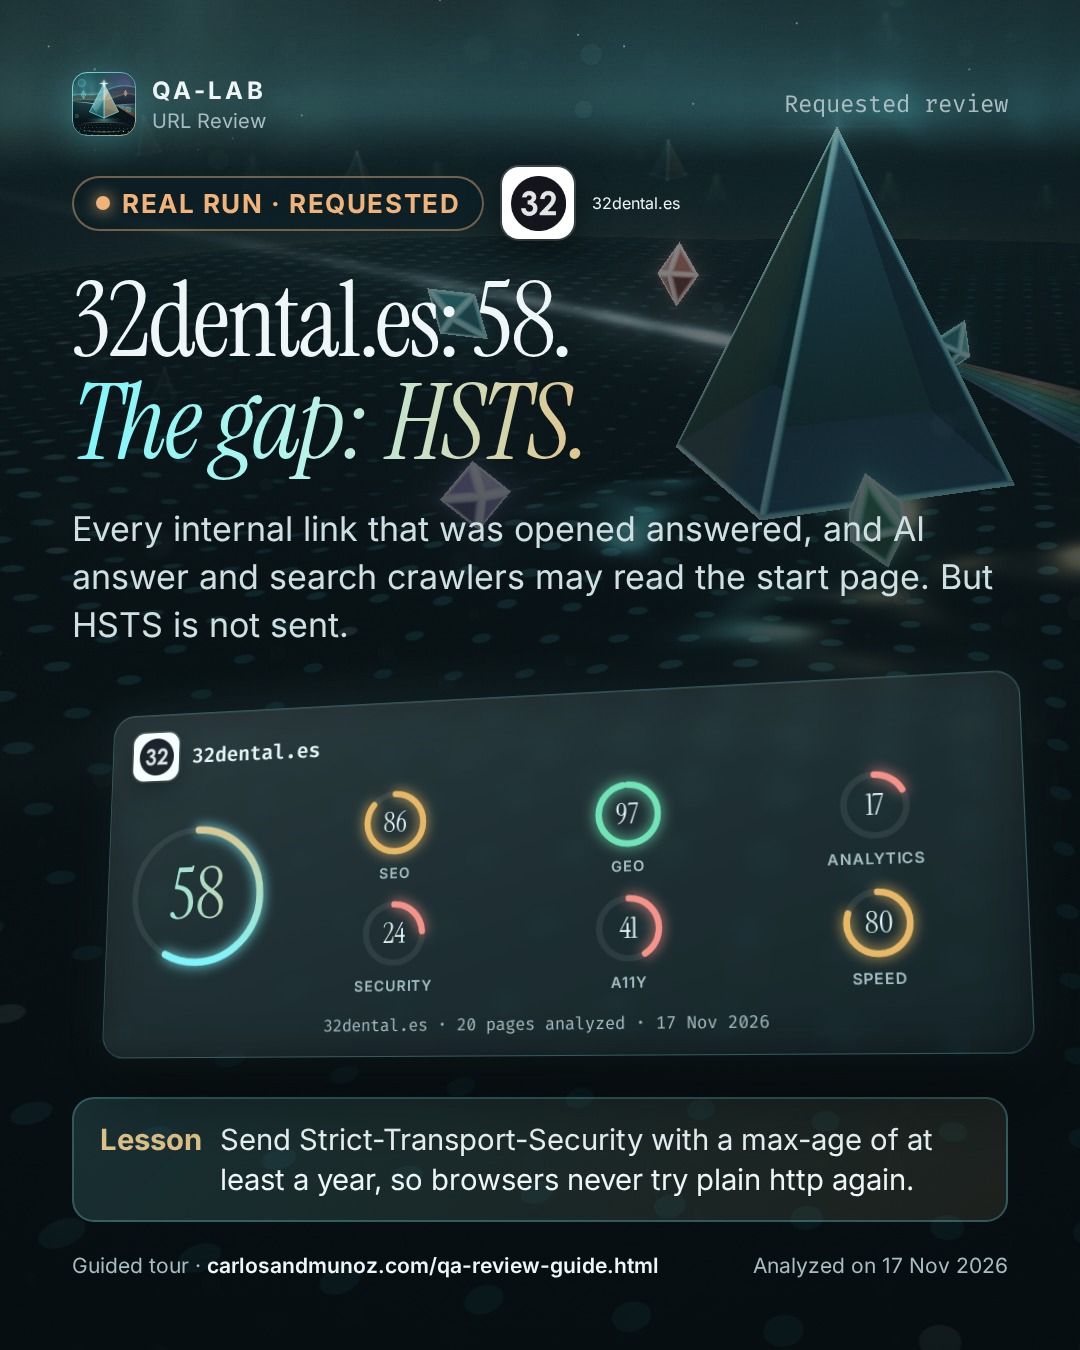 QA-LAB
URL Review
Requested review
REAL RUN · REQUESTED
32
32dental.es
32dental.es: 58.
The gap: HSTS.
Every internal link that was opened answered, and AI
answer and search crawlers may read the start page. But
HSTS is not sent.
32
32dental.es
58
86
SEO
97
GEO
17
ANALYTICS
24
SECURITY
41
A11Y
80
SPEED
32dental.es · 20 pages analyzed · 17 Nov 2026
Lesson Send Strict-Transport-Security with a max-age of at
least a year, so browsers never try plain http again.
Guided tour · carlosandmunoz.com/qa-review-guide.html
Analyzed on 17 Nov 2026